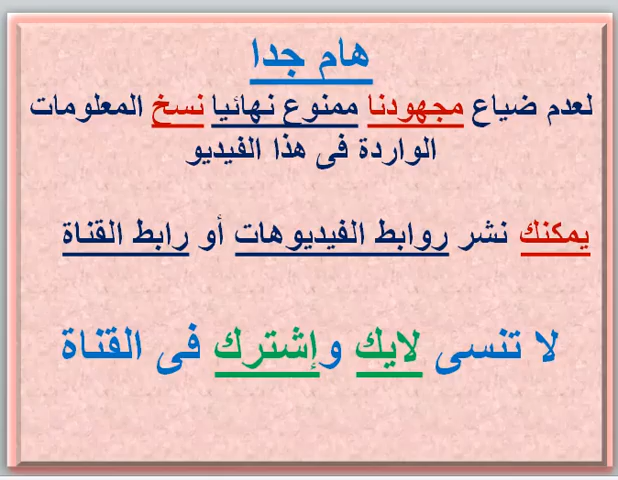 هام جدا
لعدم ضياع مجهودنا ممنوع نهائيا نسخ المعلومات
الواردة فى هذا الفيديو
يمكنك نشر روابط الفيديوهات أو رابط القناة
لا تنسى لايك وإشترك فى القناة